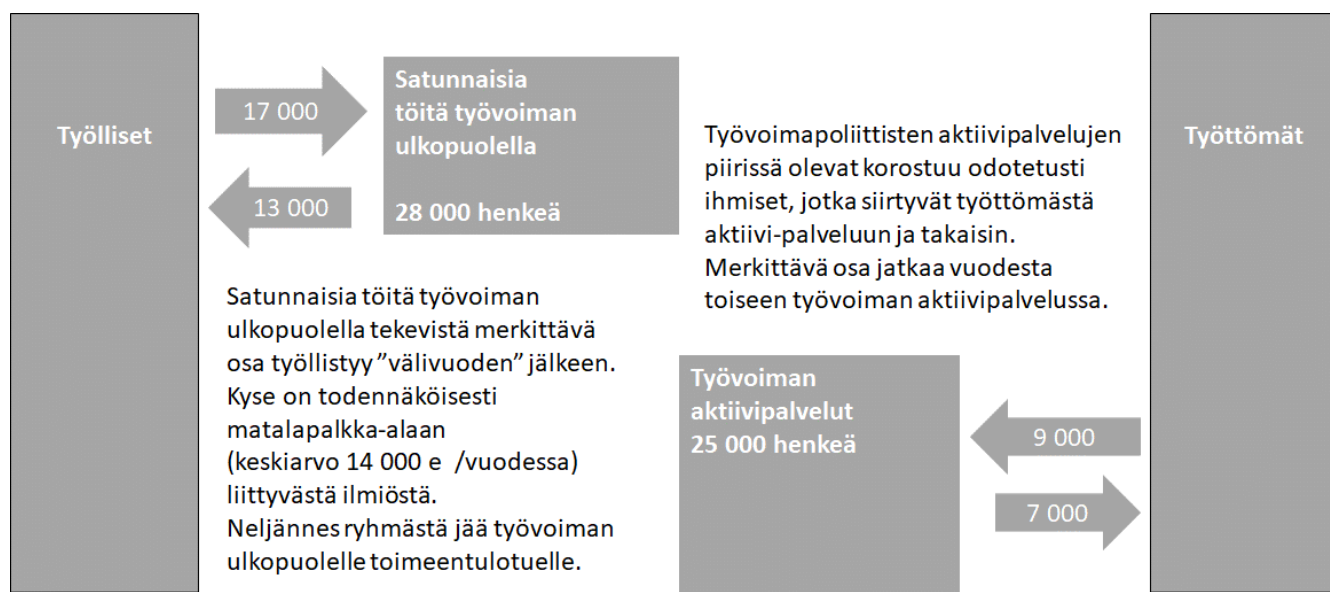 Työlliset
17 000
13 000
Satunnaisia
töitä työvoiman
ulkopuolella
28 000 henkeä
Satunnaisia töitä työvoiman
ulkopuolella tekevistä merkittävä
osa työllistyy ”välivuoden” jälkeen.
Kyse on todennäköisesti
matalapalkka-alaan
(keskiarvo 14 000 e /vuodessa)
liittyvästä ilmiöstä.
Neljännes ryhmästä jää työvoiman
ulkopuolelle toimeentulotuelle.
Työvoimapoliittisten aktiivipalvelujen
piirissä olevat korostuu odotetusti
ihmiset, jotka siirtyvät työttömästä
aktiivi-palveluun ja takaisin.
Merkittävä osa jatkaa vuodesta
toiseen työvoiman aktiivipalvelussa.
Työvoiman
aktiivipalvelut
25 000 henkeä
9 000
7 000
Työttömät